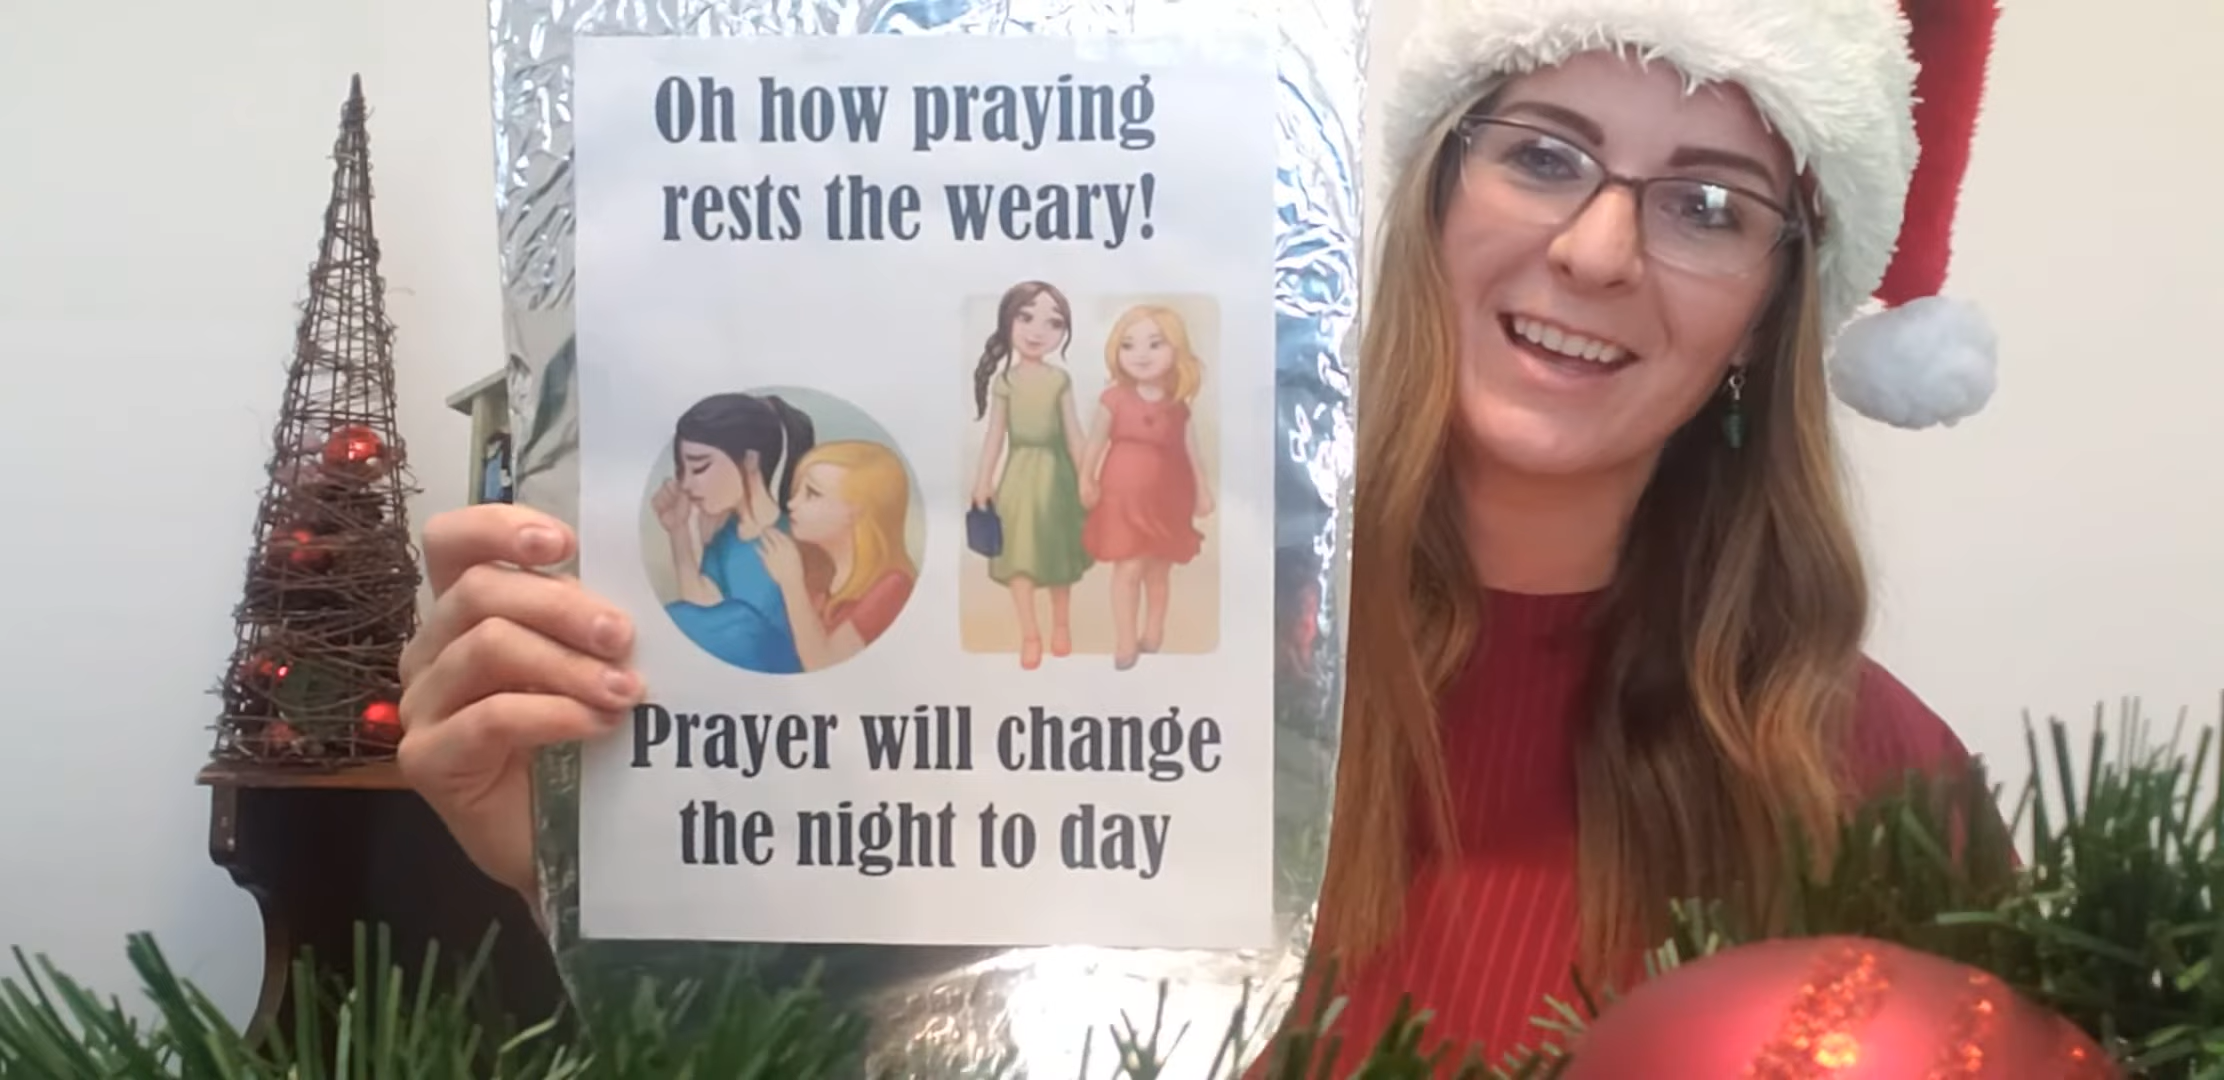 Oh how praying
rests the weary!
Prayer will change
the night to day